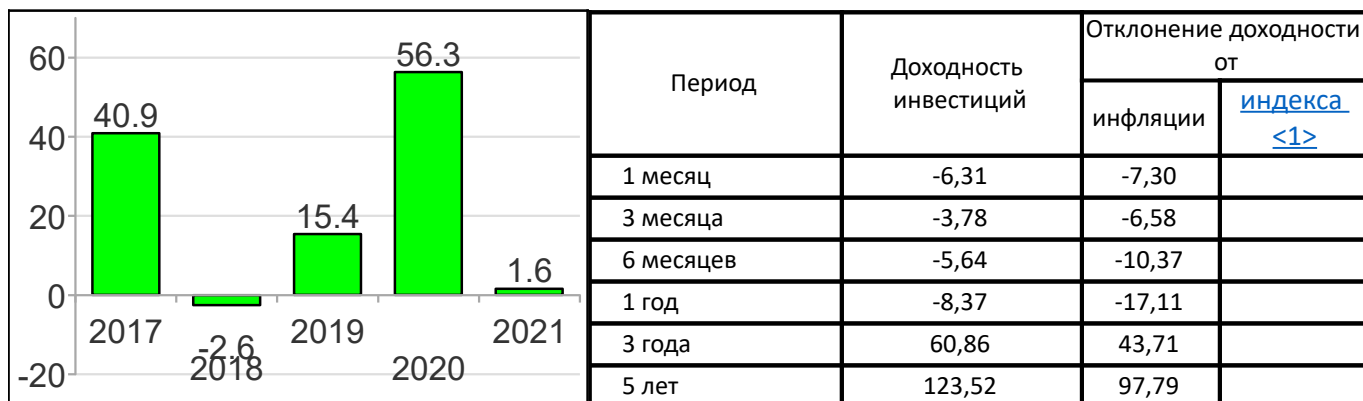 60
40
20
0
-20
40.9
-2.6
15.4
56.3
1.6
2017
2018
2019
2020
2021
Период
Доходность
инвестиций
Отклонение доходности
от
инфляции
индекса
<1>
1 месяц -6,31 -7,30
3 месяца -3,78 -6,58
6 месяцев -5,64 -10,37
1 год -8,37 -17,11
3 года 60,86 43,71
5 лет 123,52 97,79